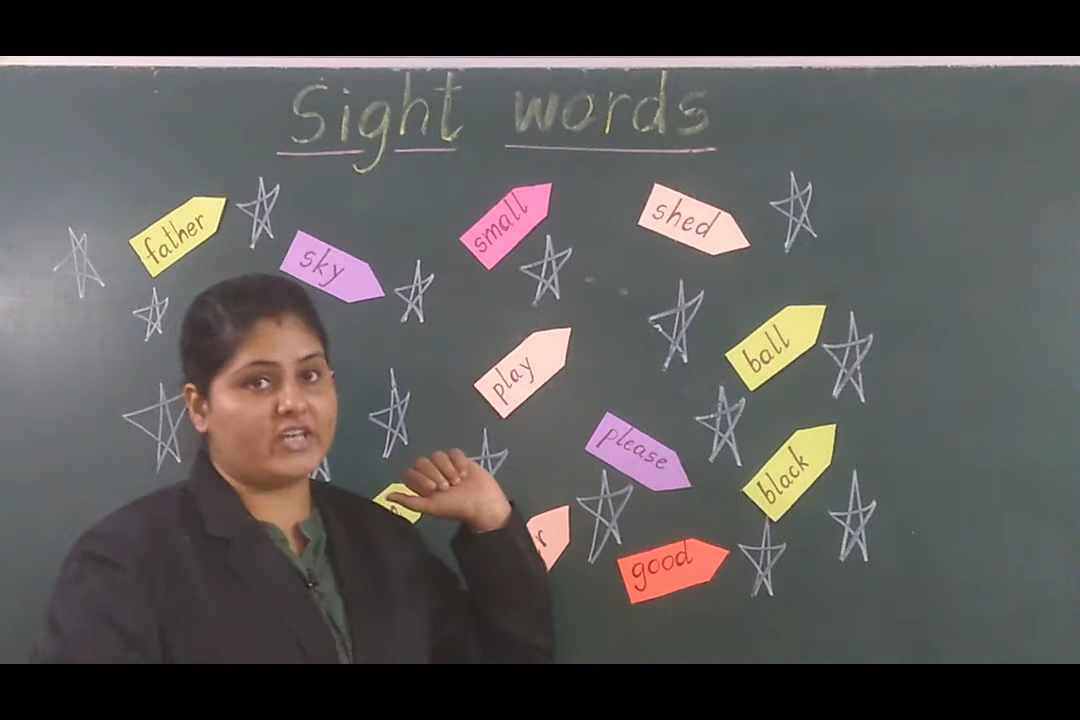 Sight words
father
sky
small
shed
play
ball
please
black
good